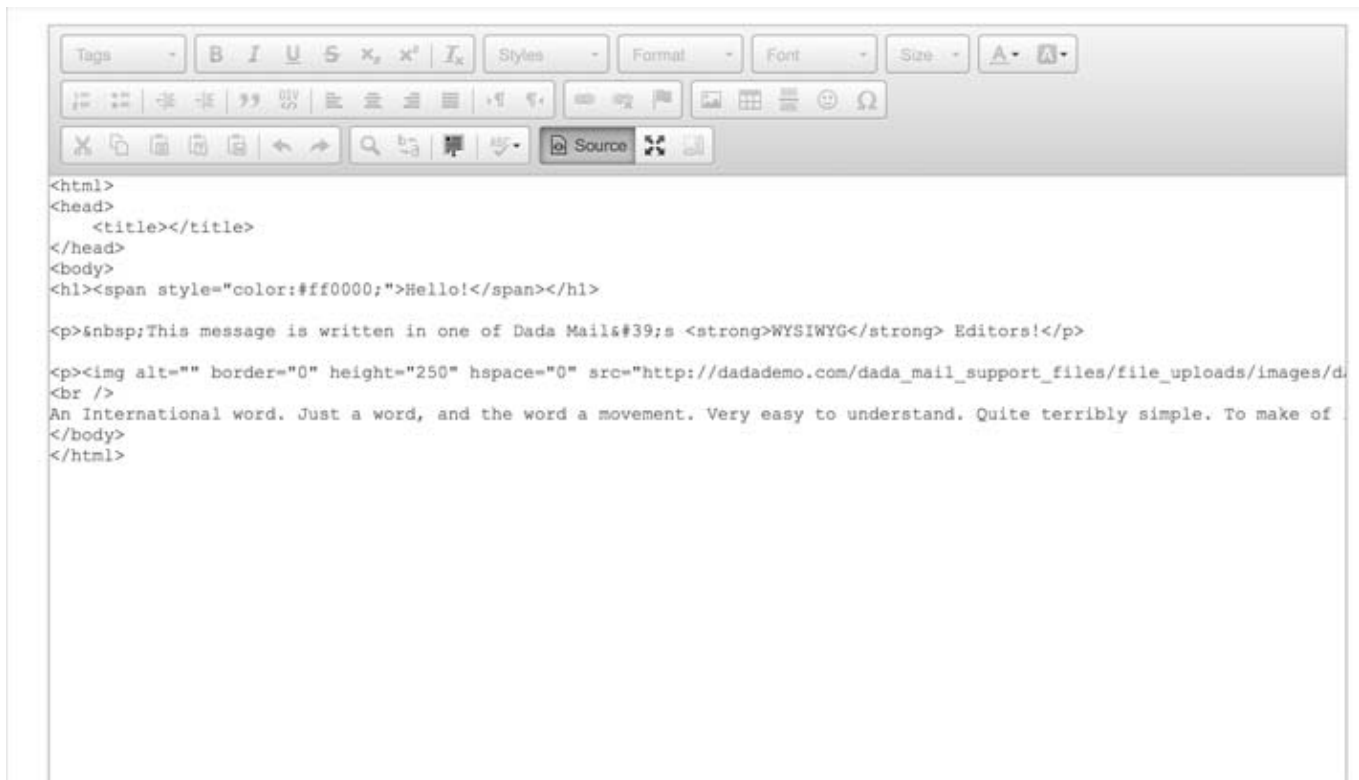 Tags B I U S ×₂ ×² Iₓ Styles Format Font Size A A
Source
<html>
<head>
    <title></title>
</head>
<body>
<h1><span style="color:#ff0000;">Hello!</span></h1>
<p>&nbsp;This message is written in one of Dada Mail&#39;s <strong>WYSIWYG</strong> Editors!</p>
<p><img alt="" border="0" height="250" hspace="0" src="http://dadademo.com/dada_mail_support_files/file_uploads/images/d
<br />
An International word. Just a word, and the word a movement. Very easy to understand. Quite terribly simple. To make of
</body>
</html>